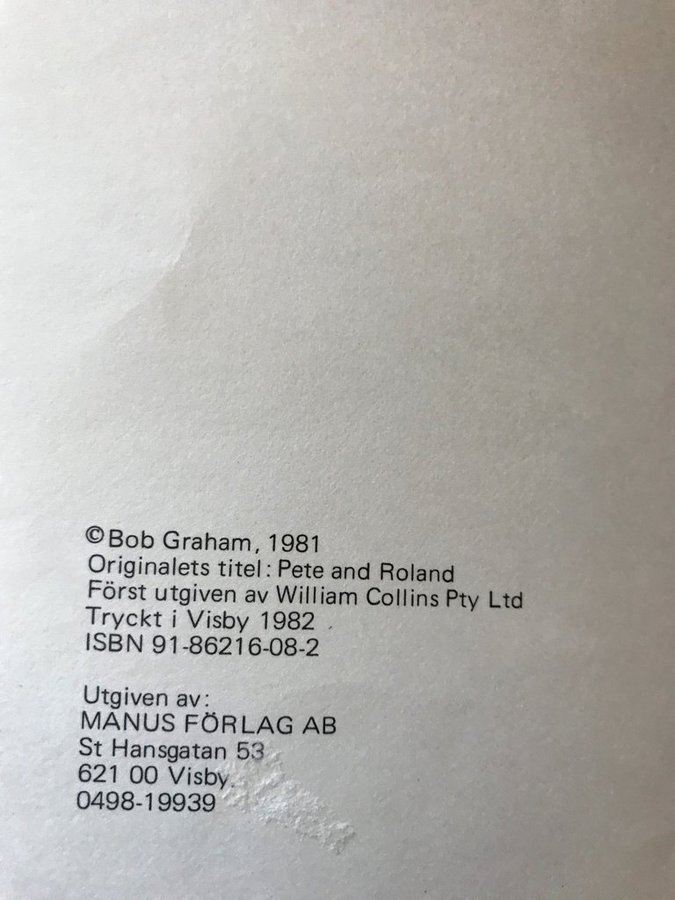 ©Bob Graham, 1981
Originalets titel: Pete and Roland
Först utgiven av William Collins Pty Ltd
Tryckt i Visby 1982
ISBN 91-86216-08-2
Utgiven av:
MANUS FÖRLAG AB
St Hansgatan 53
621 00 Visby
0498-19939